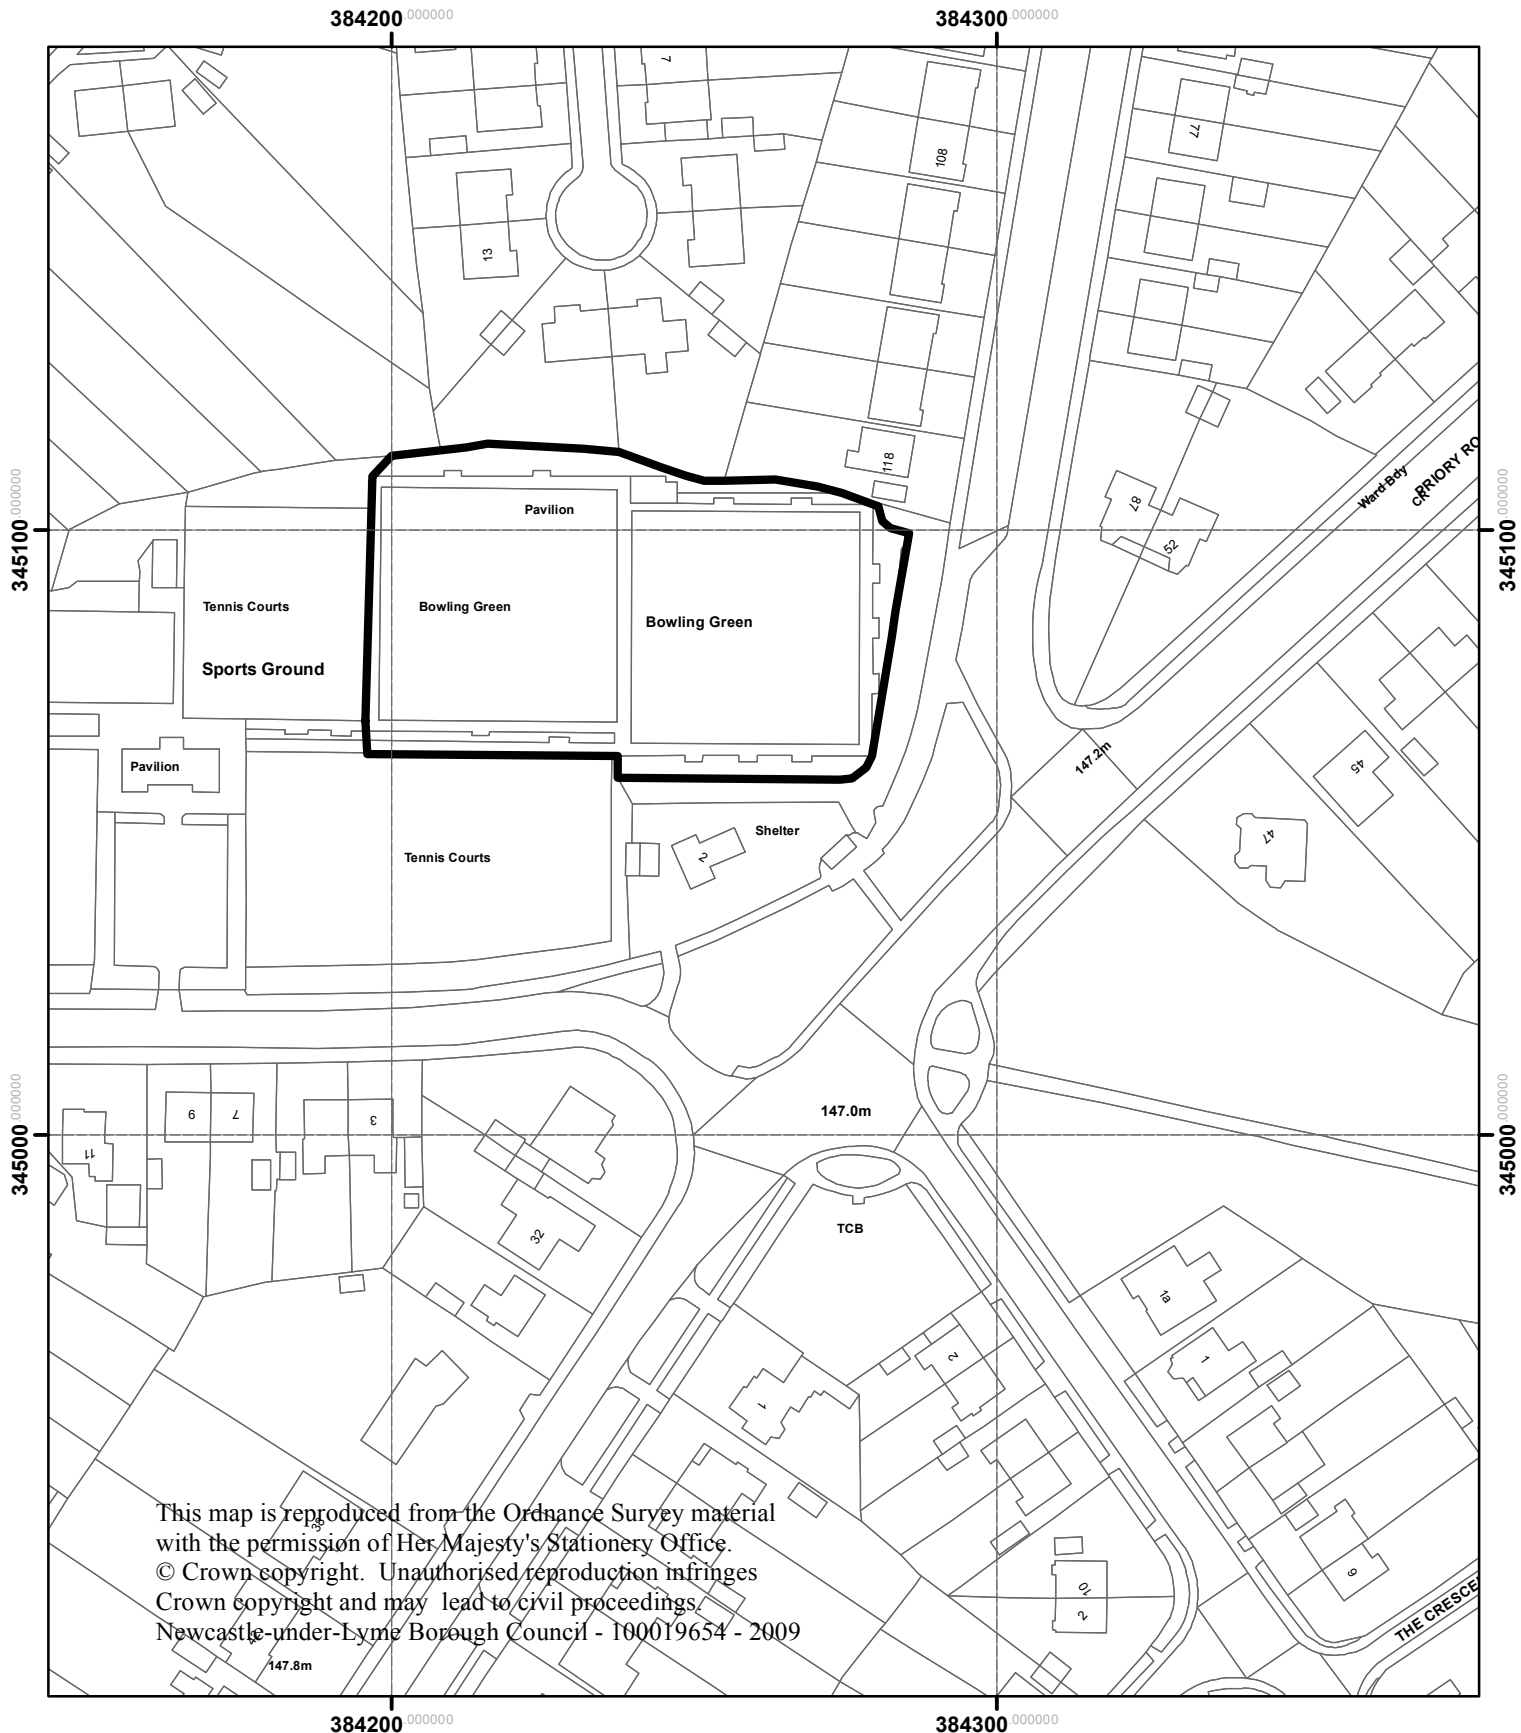 384200.000000
384300.000000
7
108
77
13
118
PRIORY RO
Ward Bdy
CR
345100.000000
345100.000000
Pavilion
87
52
Tennis Courts
Bowling Green
Bowling Green
Sports Ground
147.2m
45
Pavilion
Shelter
47
Tennis Courts
2
345000.000000
345000.000000
147.0m
9
7
3
11
TCB
32
1a
1
2
1
This map is reproduced from the Ordnance Survey material
with the permission of Her Majesty's Stationery Office.
© Crown copyright. Unauthorised reproduction infringes
Crown copyright and may lead to civil proceedings.
Newcastle-under-Lyme Borough Council - 100019654 - 2009
10
2
THE CRESCE
147.8m
384200.000000
384300.000000